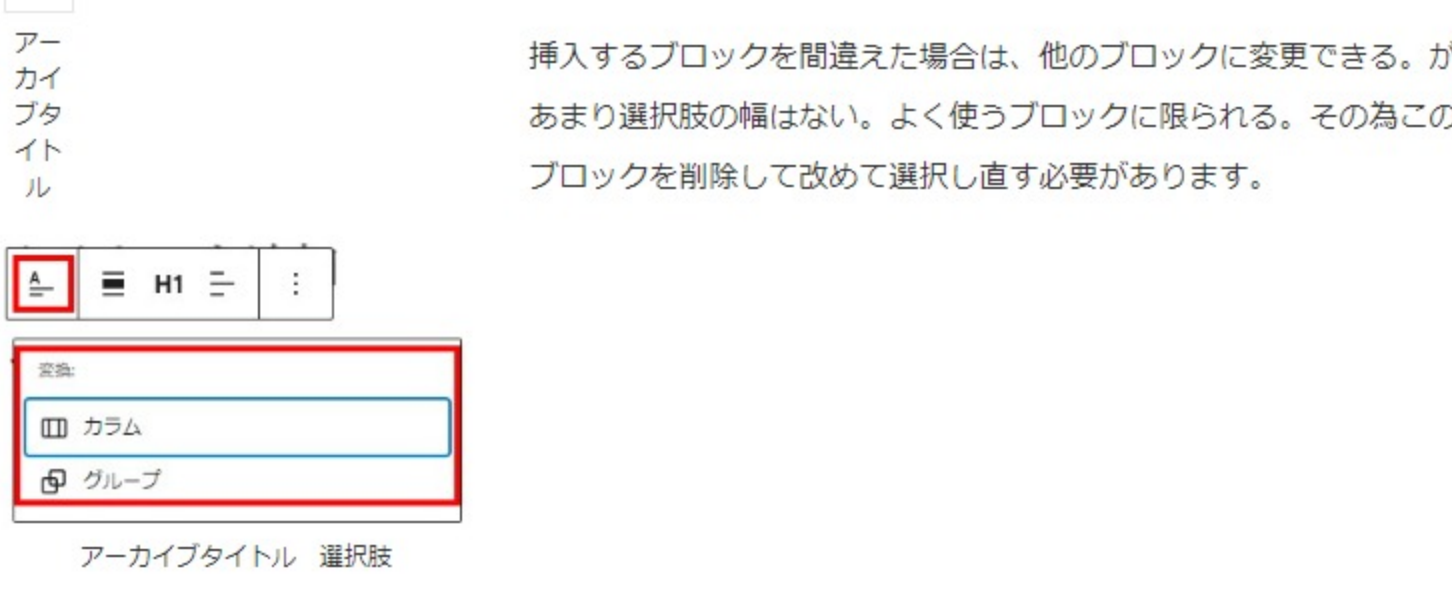 アー
カイ
ブタ
イト
ル
挿入するブロックを間違えた場合は、他のブロックに変更できる。が
あまり選択肢の幅はない。よく使うブロックに限られる。その為この
ブロックを削除して改めて選択し直す必要があります。
A
H1
変換:
カラム
グループ
アーカイブタイトル　選択肢